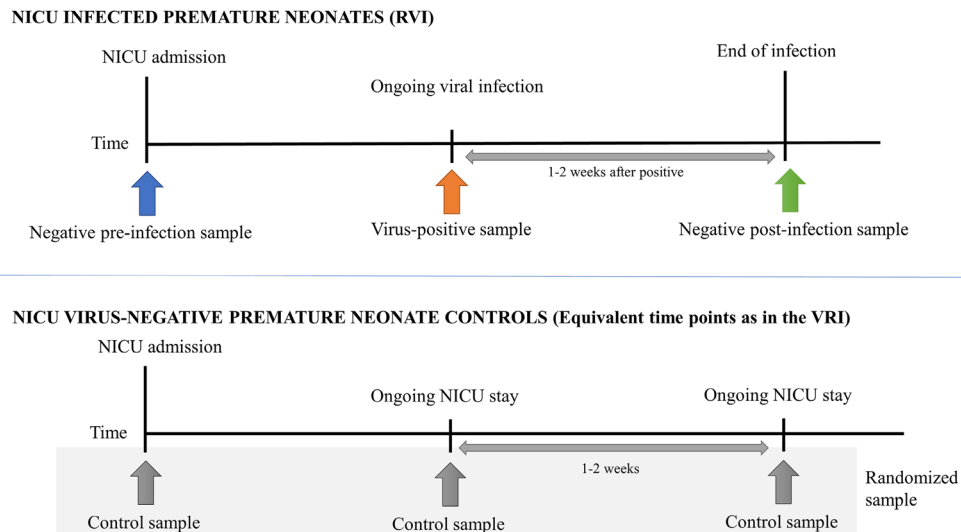 NICU INFECTED PREMATURE NEONATES (RVI)
NICU admission
End of infection
Ongoing viral infection
Time
1-2 weeks after positive
Negative pre-infection sample
Virus-positive sample
Negative post-infection sample
NICU VIRUS-NEGATIVE PREMATURE NEONATE CONTROLS (Equivalent time points as in the VRI)
NICU admission
Ongoing NICU stay
Ongoing NICU stay
Time
1-2 weeks
Randomized
sample
Control sample
Control sample
Control sample